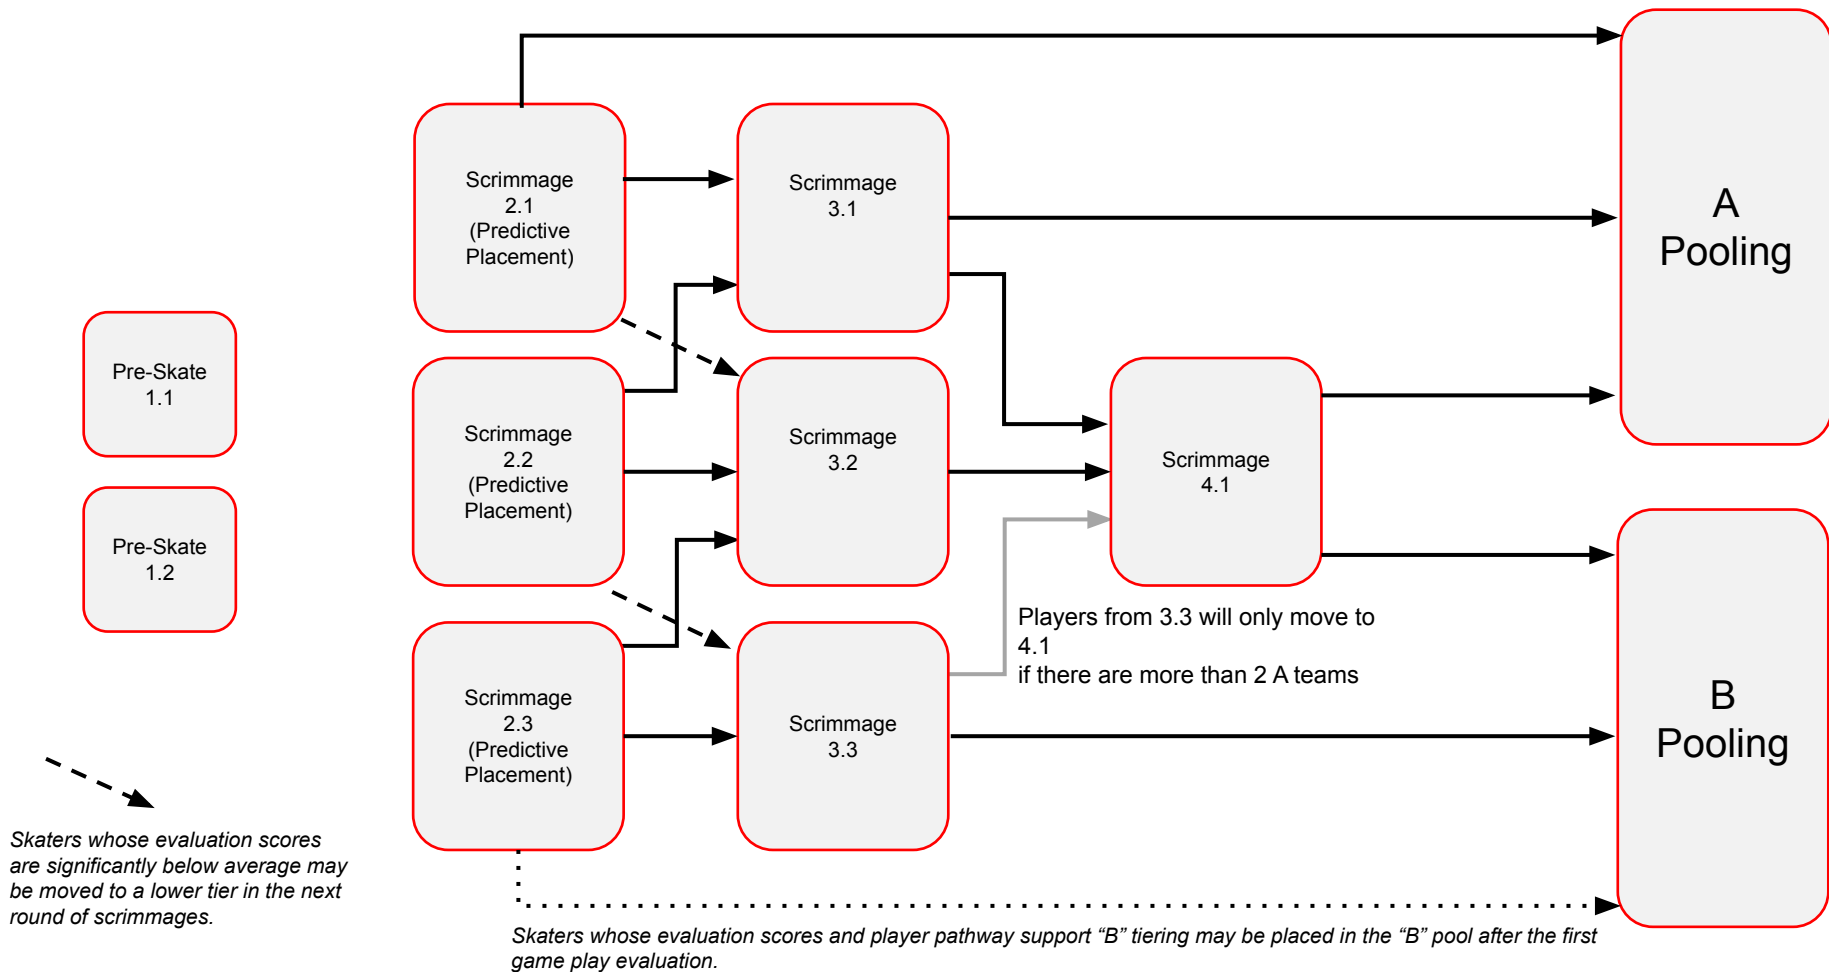 Pre-Skate
1.1
Pre-Skate
1.2
Skaters whose evaluation scores
are significantly below average may
be moved to a lower tier in the next
round of scrimmages.
Scrimmage
2.1
(Predictive
Placement)
Scrimmage
2.2
(Predictive
Placement)
Scrimmage
2.3
(Predictive
Placement)
Scrimmage
3.1
Scrimmage
3.2
Scrimmage
3.3
Scrimmage
4.1
Players from 3.3 will only move to
4.1
if there are more than 2 A teams
A
Pooling
B
Pooling
Skaters whose evaluation scores and player pathway support “B” tiering may be placed in the “B” pool after the first
game play evaluation.